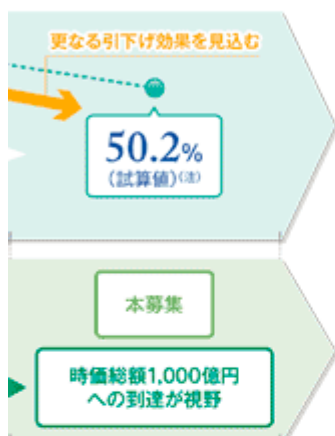 更なる引下げ効果を見込む
50.2%
(試算値)(注)
本募集
時価総額1,000億円
への到達が視野